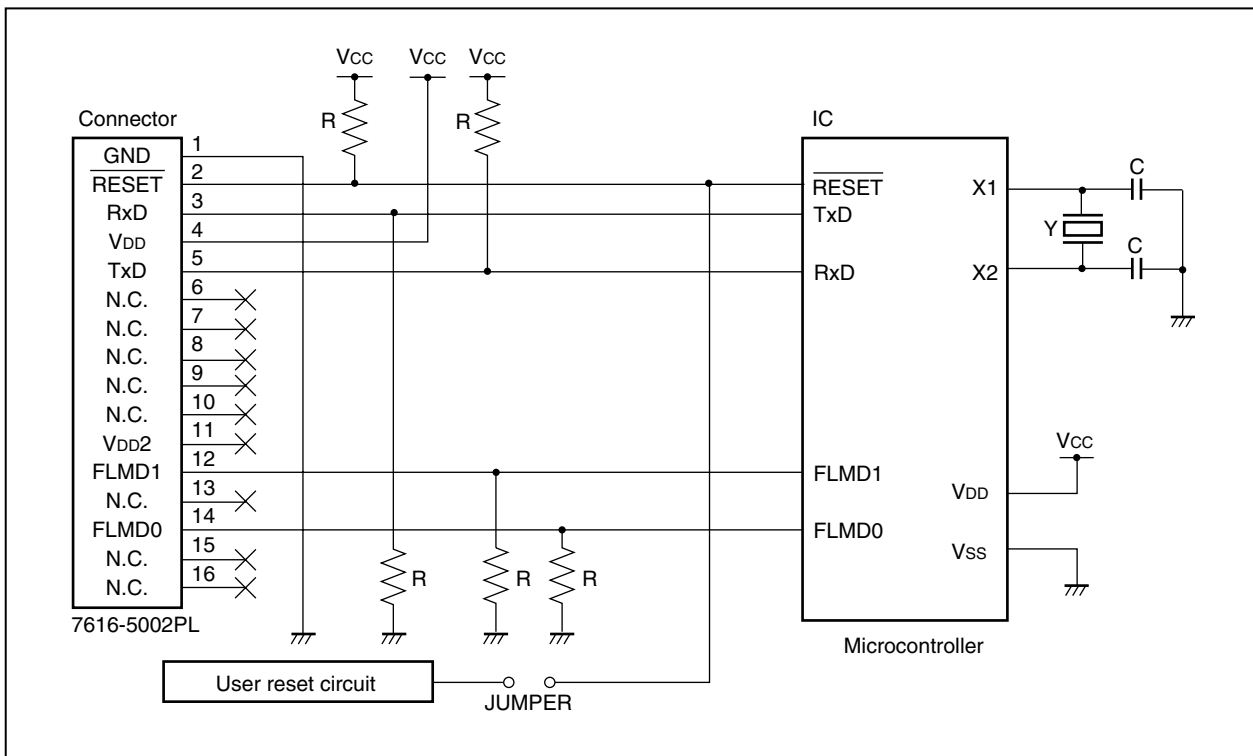 VCC VCC VCC
R R
Connector
IC
GND 1
RESET 2
RxD 3
VDD 4
TxD 5
N.C. 6
N.C. 7
N.C. 8
N.C. 9
N.C. 10
VDD2 11
FLMD1 12
N.C. 13
FLMD0 14
N.C. 15
N.C. 16
7616-5002PL
R R R
RESET
TxD
RxD
FLMD1
FLMD0
X1
X2
VDD
VSS
Microcontroller
C
Y
C
VCC
User reset circuit
JUMPER